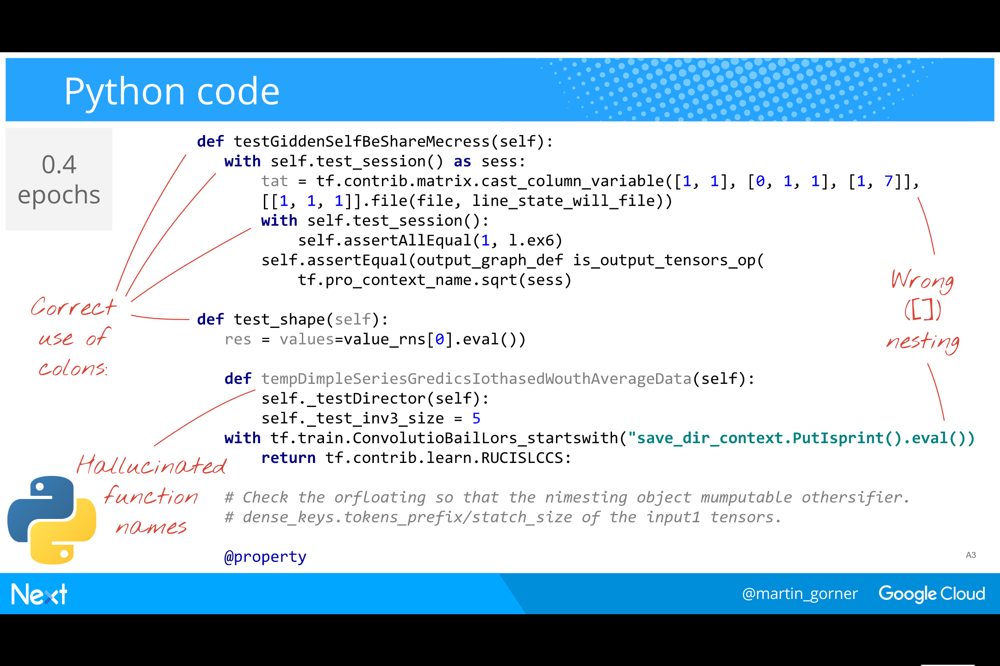 Python code
0.4
epochs
def testGiddenSelfBeShareMecress(self):
with self.test_session() as sess:
tat = tf.contrib.matrix.cast_column_variable([1, 1], [0, 1, 1], [1, 7]],
[[1, 1, 1]].file(file, line_state_will_file))
with self.test_session():
self.assertAllEqual(1, l.ex6)
self.assertEqual(output_graph_def is_output_tensors_op(
tf.pro_context_name.sqrt(sess)
def test_shape(self):
res = values=value_rns[0].eval())
def tempDimpleSeriesGredicsIothasedWouthAverageData(self):
self._testDirector(self):
self._test_inv3_size = 5
with tf.train.ConvolutioBailLors_startswith("save_dir_context.PutIsprint().eval())
return tf.contrib.learn.RUCISLCCS:
# Check the orfloating so that the nimesting object mumputable othersifier.
# dense_keys.tokens_prefix/statch_size of the input1 tensors.
@property
Correct
use of
colons:
Hallucinated
function
names
Wrong
([])
nesting
A3
Next
@martin_gorner
Google Cloud